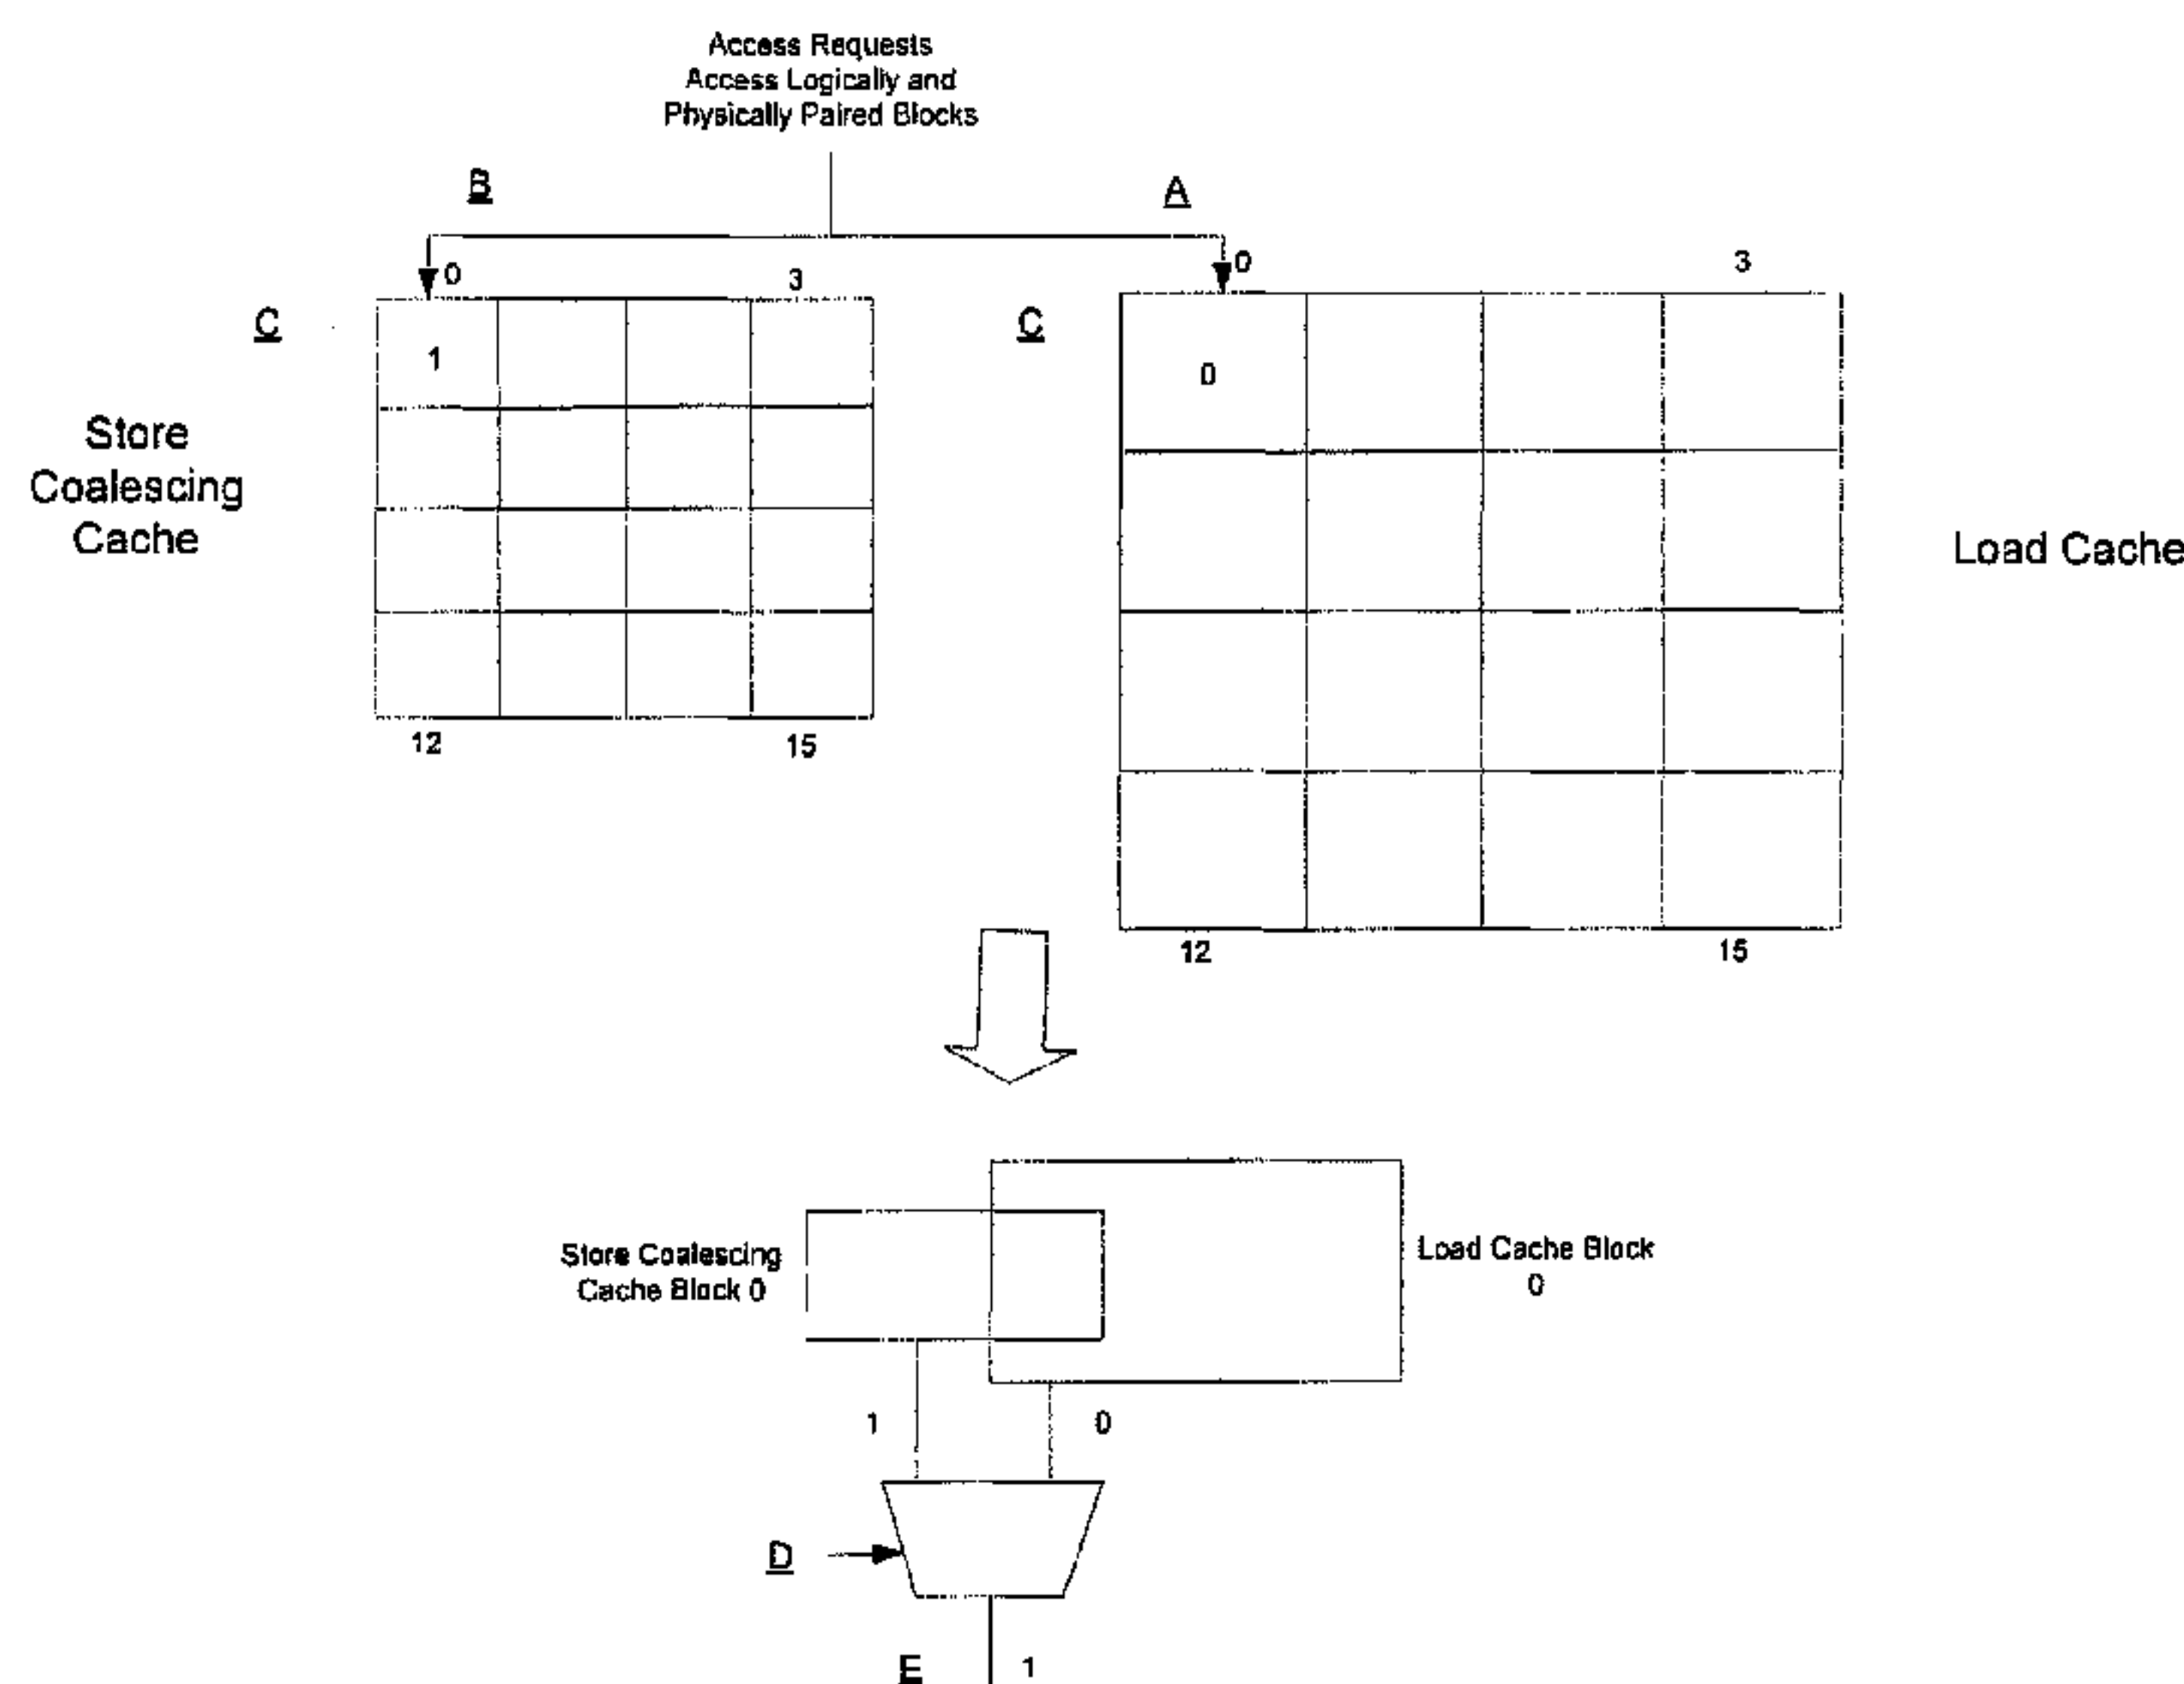 Access Requests
Access Logically and
Physically Paired Blocks
B
A
0
3
0
3
C
C
1
0
Store
Coalescing
Cache
Load Cache
12
15
12
15
Store Coalescing
Cache Block 0
Load Cache Block
0
1
0
D
E
1